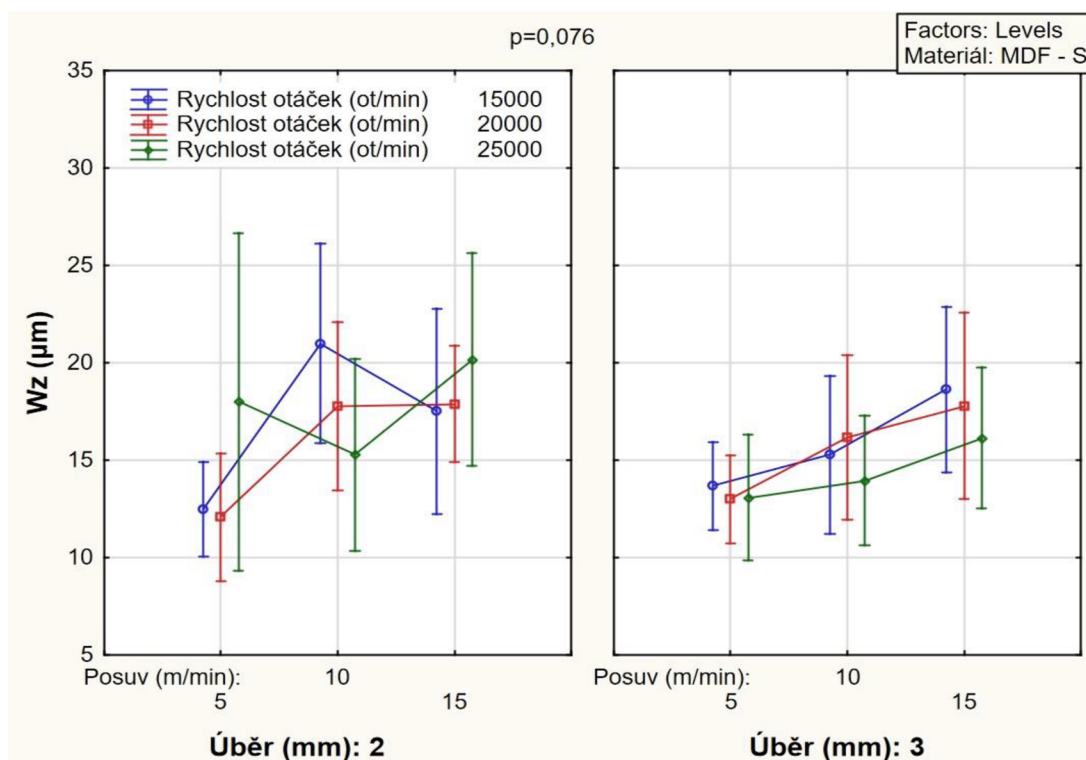 p=0,076
Factors: Levels
Materiál: MDF - S
Wz (µm)
35
30
25
20
15
10
5
Rychlost otáček (ot/min) 15000
Rychlost otáček (ot/min) 20000
Rychlost otáček (ot/min) 25000
Posuv (m/min): 10
5 15
Úběr (mm): 2
Posuv (m/min): 10
5 15
Úběr (mm): 3